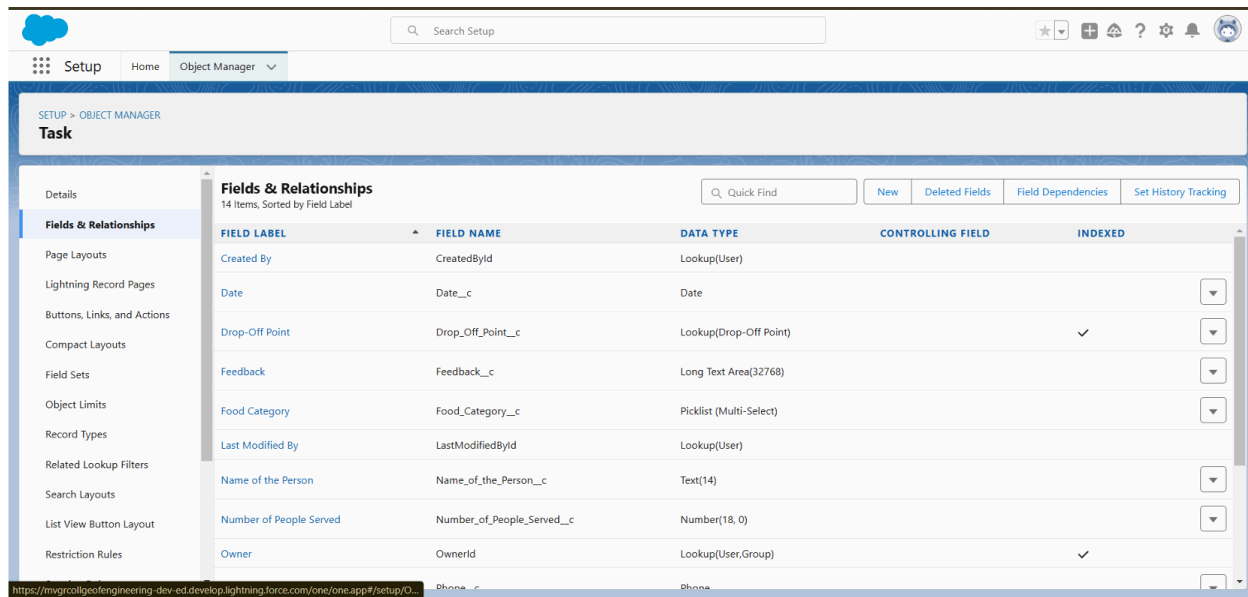 Search Setup
Setup Home Object Manager
SETUP > OBJECT MANAGER
Task
Details
Fields & Relationships
Page Layouts
Lightning Record Pages
Buttons, Links, and Actions
Compact Layouts
Field Sets
Object Limits
Record Types
Related Lookup Filters
Search Layouts
List View Button Layout
Restriction Rules
Fields & Relationships
14 Items, Sorted by Field Label
Quick Find New Deleted Fields Field Dependencies Set History Tracking
FIELD LABEL FIELD NAME DATA TYPE CONTROLLING FIELD INDEXED
Created By CreatedById Lookup(User)
Date Date__c Date
Drop-Off Point Drop_Off_Point__c Lookup(Drop-Off Point)
Feedback Feedback__c Long Text Area(32768)
Food Category Food_Category__c Picklist (Multi-Select)
Last Modified By LastModifiedById Lookup(User)
Name of the Person Name_of_the_Person__c Text(14)
Number of People Served Number_of_People_Served__c Number(18, 0)
Owner OwnerId Lookup(User,Group)
Phone__c Phone
https://mvgrcollgeofengineering-dev-ed.develop.lightning.force.com/one/one.app#/setup/O...